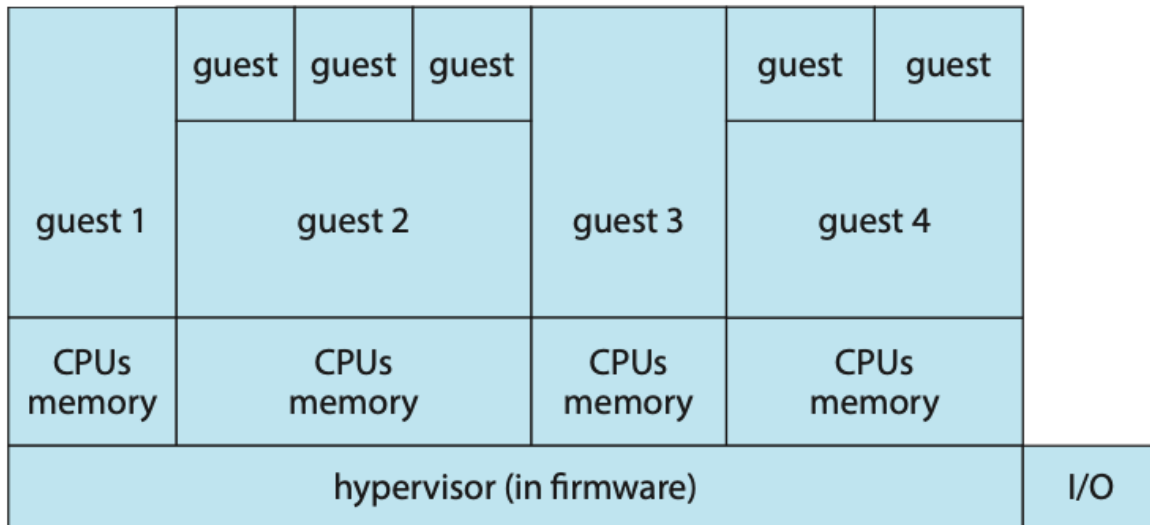 guest guest guest guest guest
guest 1 guest 2 guest 3 guest 4
CPUs CPUs CPUs CPUs
memory memory memory memory
hypervisor (in firmware) I/O